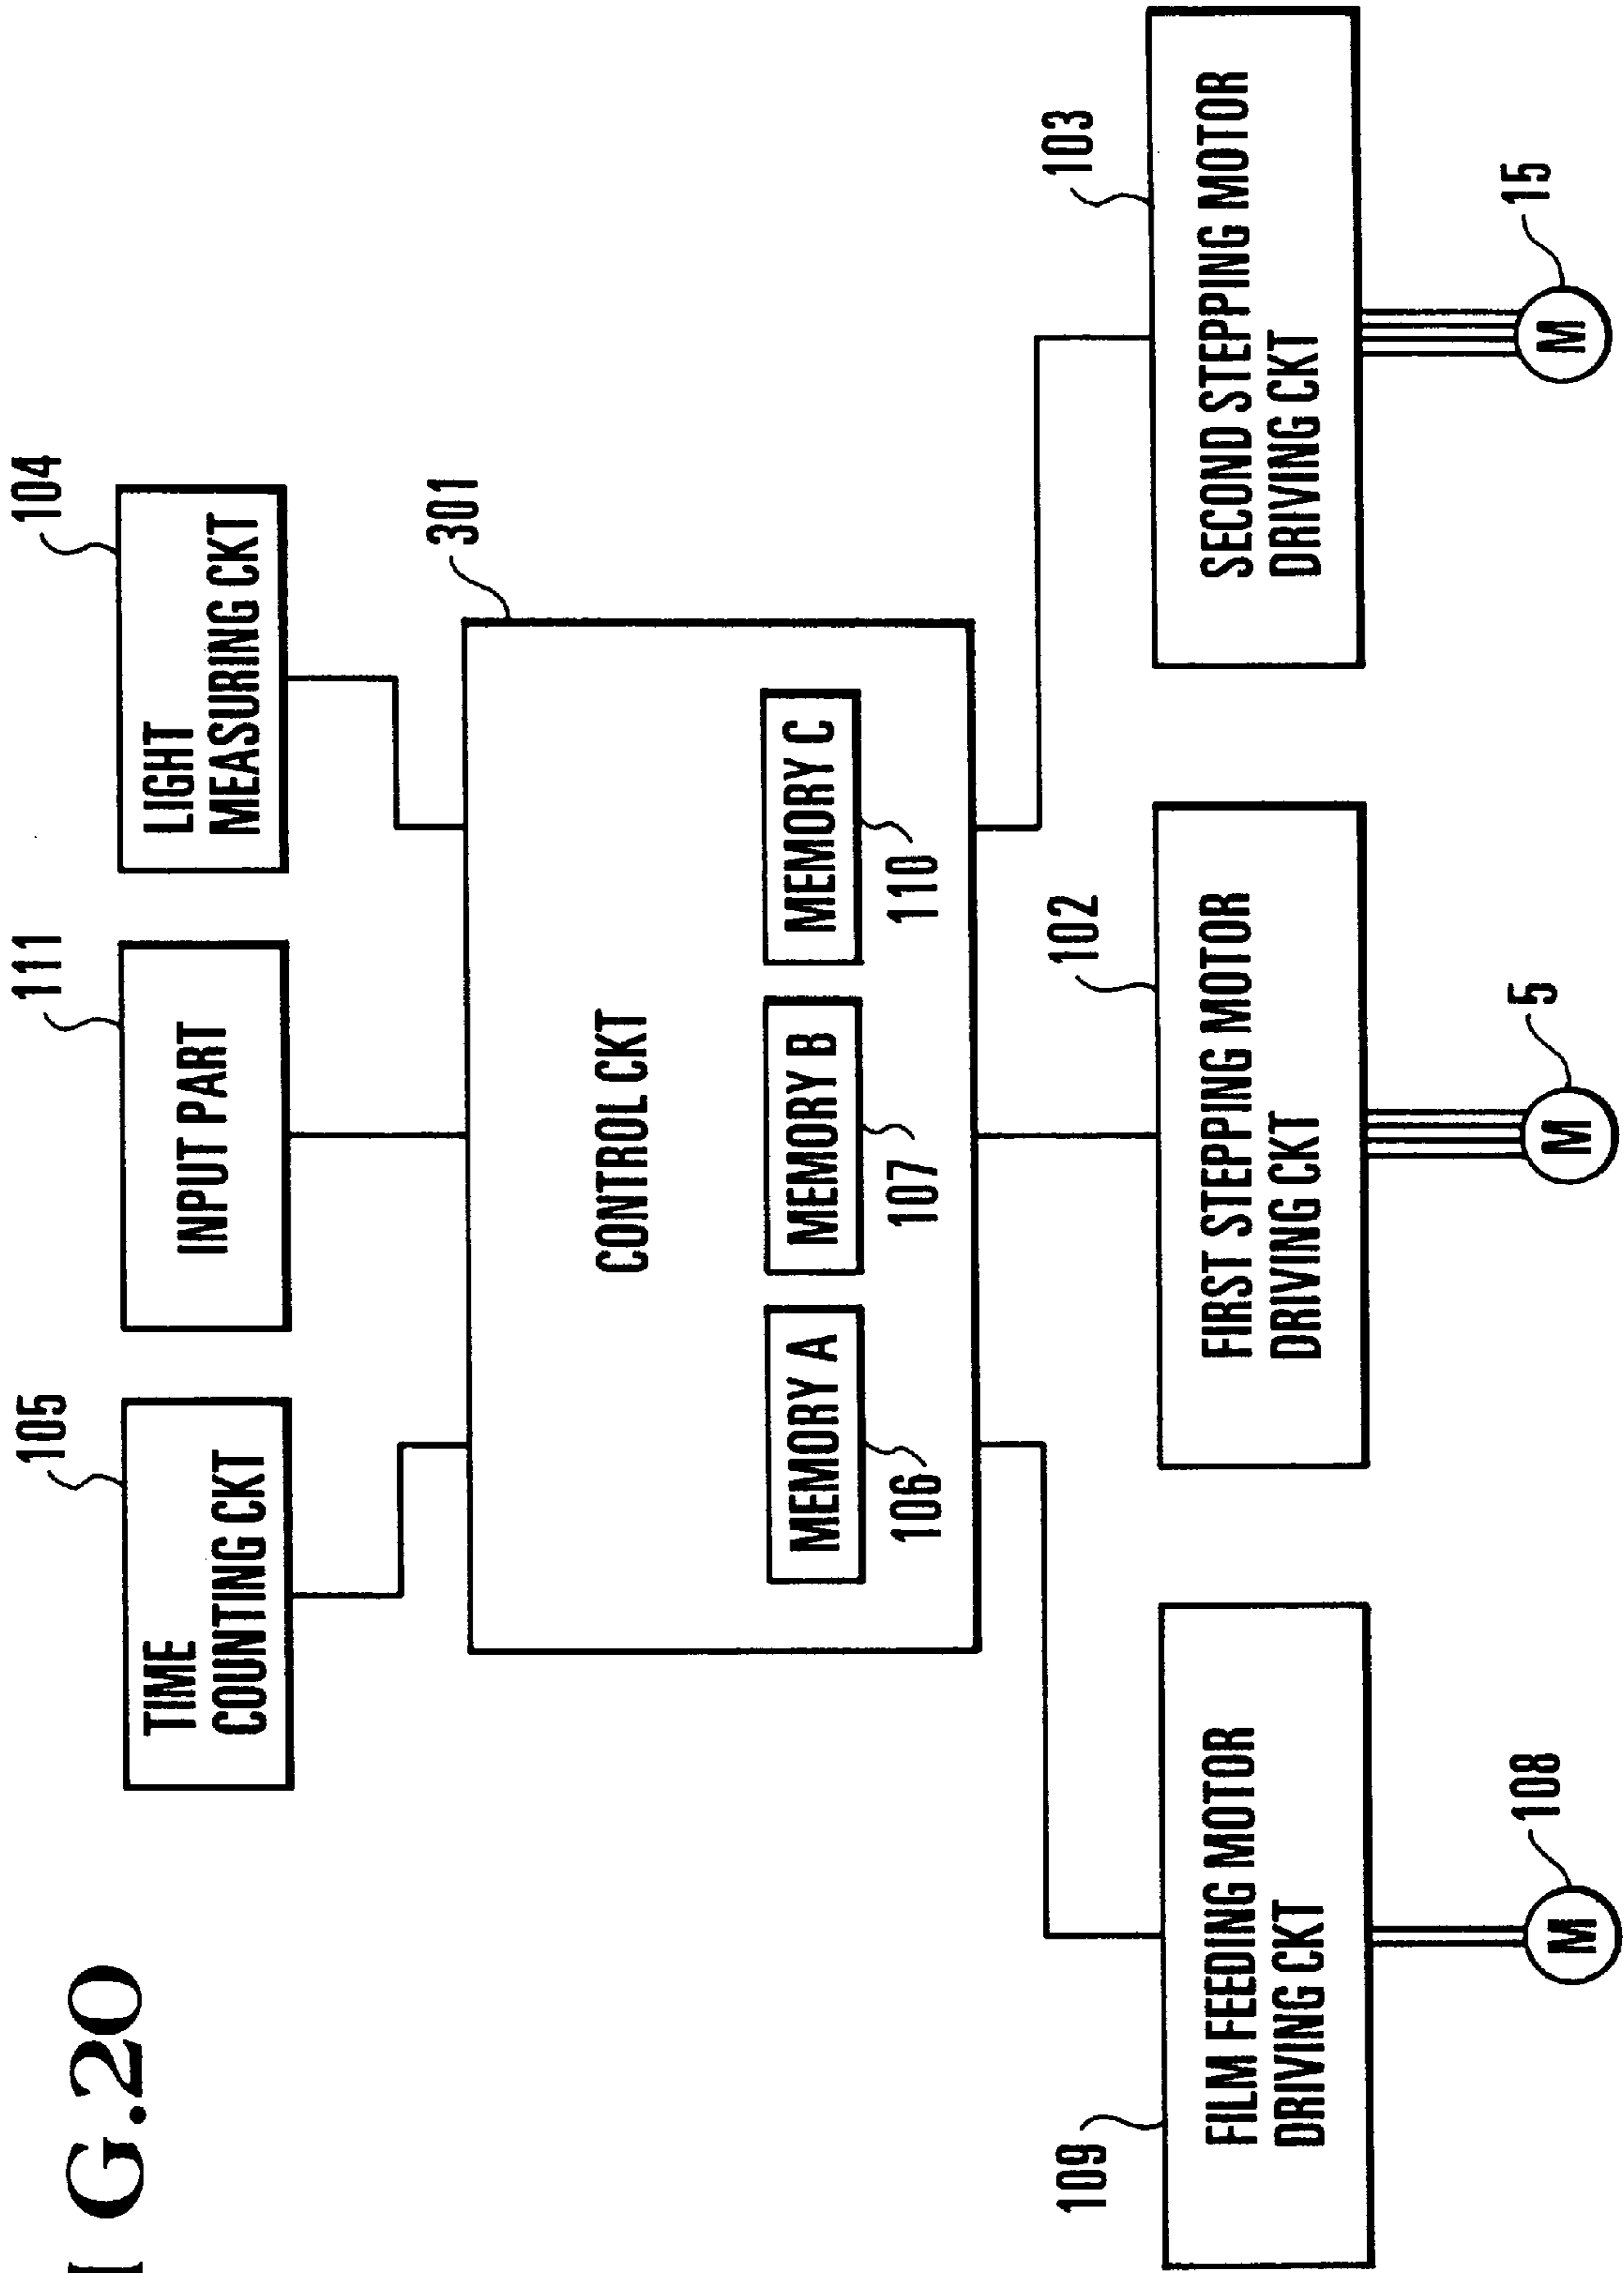 I G.20
105
TIME
COUNTING CKT
111
INPUT PART
104
LIGHT
MEASURING CKT
301
CONTROL CKT
MEMORY A
106
MEMORY B
107
MEMORY C
110
109
FILM FEEDING MOTOR
DRIVING CKT
108
M
102
FIRST STEPPING MOTOR
DRIVING CKT
5
M
103
SECOND STEPPING MOTOR
DRIVING CKT
15
M